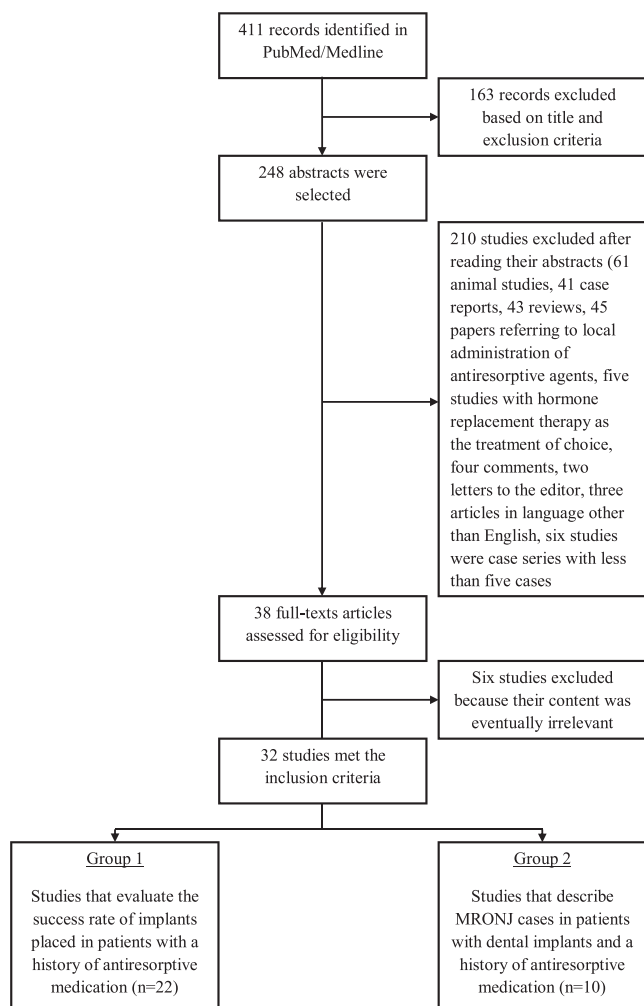 411 records identified in
PubMed/Medline
163 records excluded
based on title and
exclusion criteria
248 abstracts were
selected
210 studies excluded after
reading their abstracts (61
animal studies, 41 case
reports, 43 reviews, 45
papers referring to local
administration of
antiresorptive agents, five
studies with hormone
replacement therapy as
the treatment of choice,
four comments, two
letters to the editor, three
articles in language other
than English, six studies
were case series with less
than five cases
38 full-texts articles
assessed for eligibility
Six studies excluded
because their content was
eventually irrelevant
32 studies met the
inclusion criteria
Group 1
Studies that evaluate the
success rate of implants
placed in patients with a
history of antiresorptive
medication (n=22)
Group 2
Studies that describe
MRONJ cases in patients
with dental implants and a
history of antiresorptive
medication (n=10)